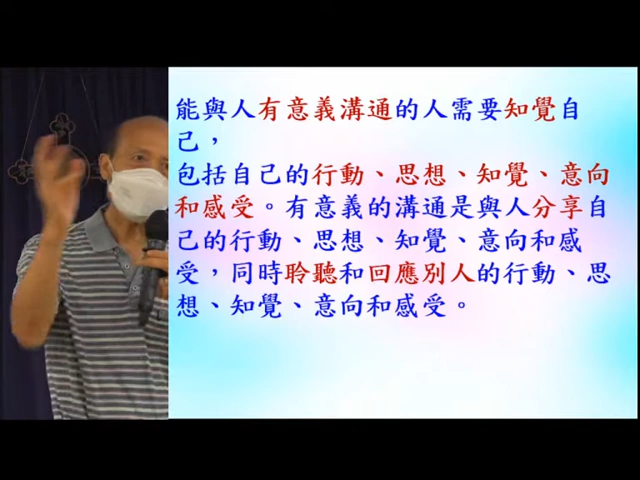 能與人有意義溝通的人需要知覺自
己，
包括自己的行動、思想、知覺、意向
和感受。有意義的溝通是與人分享自
己的行動、思想、知覺、意向和感
受，同時聆聽和回應別人的行動、思
想、知覺、意向和感受。